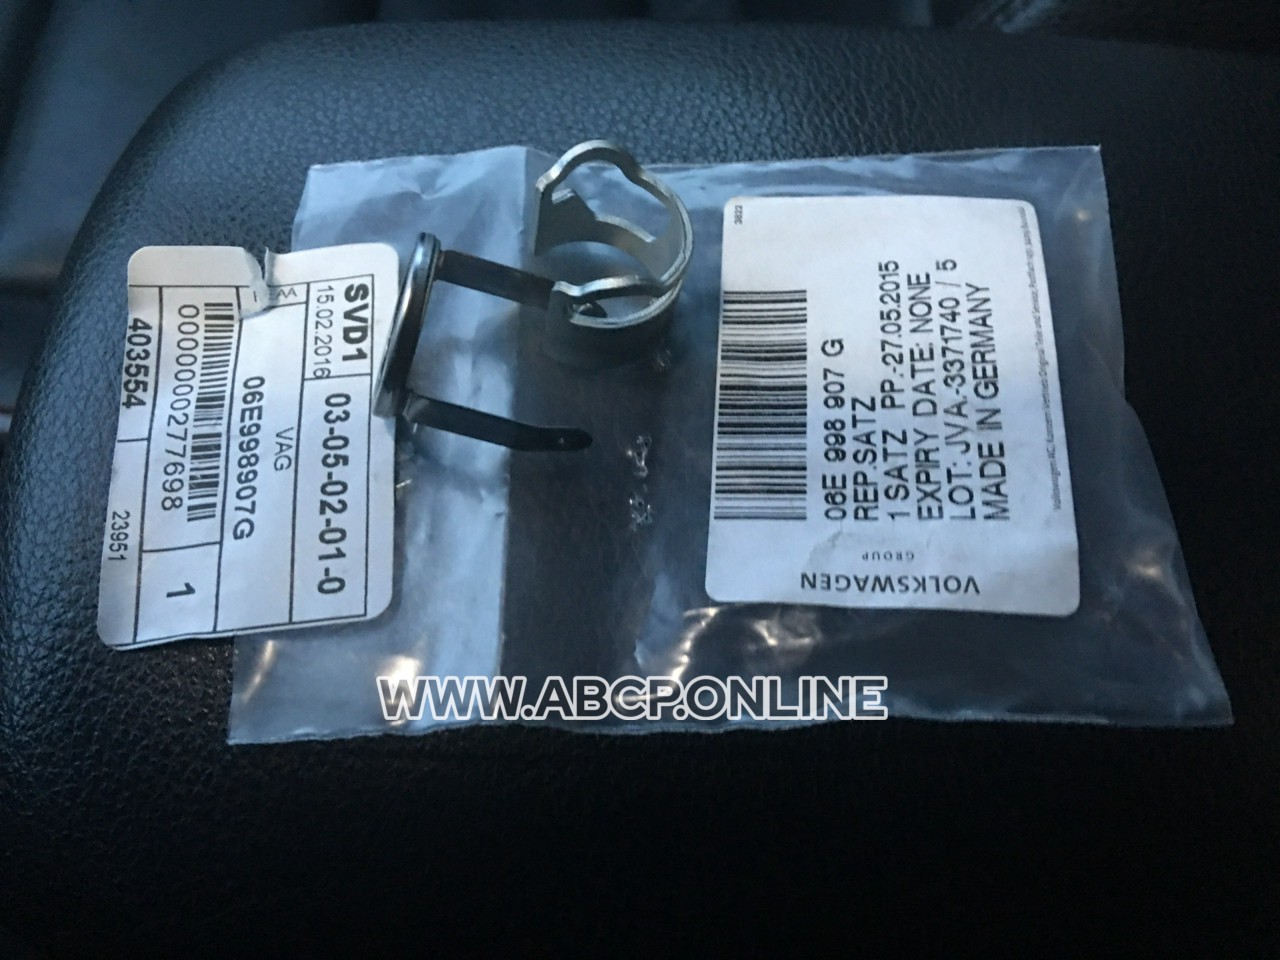 SVD1
03-05-02-01-0
15.02.2016
AA
VAG
06E998907G
0000000277698
1
403554
23951
3822
06E 998 907 G
REP.SATZ
1 SATZ PP.-27.05.2015
EXPIRY DATE: NONE
LOT: JVA.-3371740 / 5
MADE IN GERMANY
VOLKSWAGEN
GROUP
WWW.ABCP.ONLINE